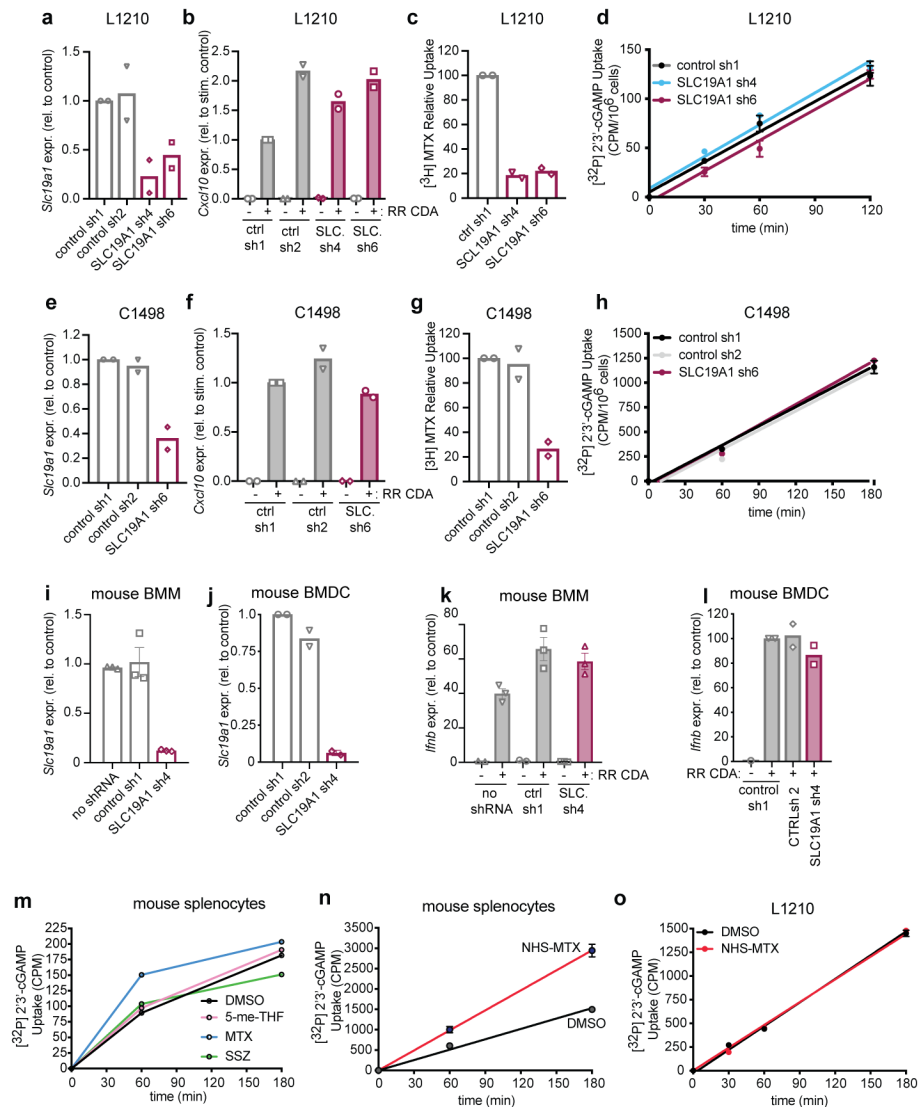 a
L1210
Slc19a1 expr. (rel. to control)
1.5
1.0
0.5
0.0
control sh1
control sh2
SLC19A1 sh4
SLC19A1 sh6
b
L1210
Cxcl10 expr. (rel. to stim. control)
2.5
2.0
1.5
1.0
0.5
0.0
- + - + - + - + RR CDA
ctrl sh1
ctrl sh2
SLC. sh4
SLC. sh6
c
L1210
[³H] MTX Relative Uptake
120
100
80
60
40
20
0
ctrl sh1
SCL19A1 sh4
SLC19A1 sh6
d
L1210
[³²P] 2'3'-cGAMP Uptake
(CPM/10⁶ cells)
150
100
50
0
control sh1
SLC19A1 sh4
SLC19A1 sh6
0 30 60 90 120
time (min)
e
C1498
Slc19a1 expr. (rel. to control)
1.2
1.0
0.8
0.6
0.4
0.2
0.0
control sh1
control sh2
SLC19A1 sh6
f
C1498
Cxcl10 expr. (rel. to stim. control)
1.5
1.0
0.5
0.0
- + - + - + : RR CDA
ctrl sh1
ctrl sh2
SLC. sh6
g
C1498
[3H] MTX Relative Uptake
120
100
80
60
40
20
0
control sh1
control sh2
SLC19A1 sh6
h
C1498
[³²P] 2'3'-cGAMP Uptake
(CPM/10⁶ cells)
1500
1250
1000
750
500
250
0
control sh1
control sh2
SLC19A1 sh6
0 30 60 90 120 150 180
time (min)
i
mouse BMM
Slc19a1 expr. (rel. to control)
1.5
1.0
0.5
0
no shRNA
control sh1
SLC19A1 sh4
j
mouse BMDC
Slc19a1 expr. (rel. to control)
1.0
0.75
0.5
0.25
0
control sh1
control sh2
SLC19A1 sh4
k
mouse BMM
Ifnb expr. (rel. to control)
80
60
40
20
0
- + - + - + RR CDA
no shRNA
ctrl sh1
SLC. sh4
l
mouse BMDC
Ifnb expr. (rel. to control)
120
100
80
60
40
20
0
RR CDA: - + + +
control sh1
CTRLsh 2
SLC19A1 sh4
m
mouse splenocytes
[³²P] 2'3'-cGAMP
Uptake (CPM)
225
200
175
150
125
100
75
50
25
0
DMSO
5-me-THF
MTX
SSZ
0 60 120 180
time (min)
n
mouse splenocytes
[³²P] 2'3'-cGAMP
Uptake (CPM)
3500
3000
2500
2000
1500
1000
500
0
NHS-MTX
DMSO
0 60 120 180
time (min)
o
L1210
[³²P] 2'3'-cGAMP
Uptake (CPM)
1500
1250
1000
750
500
250
0
DMSO
NHS-MTX
0 30 60 90 120 150 180
time (min)